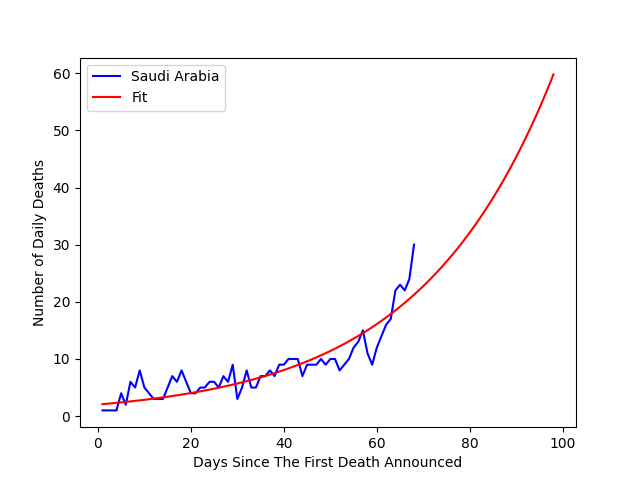 Saudi Arabia
Fit
Number of Daily Deaths
60
50
40
30
20
10
0
0 20 40 60 80 100
Days Since The First Death Announced